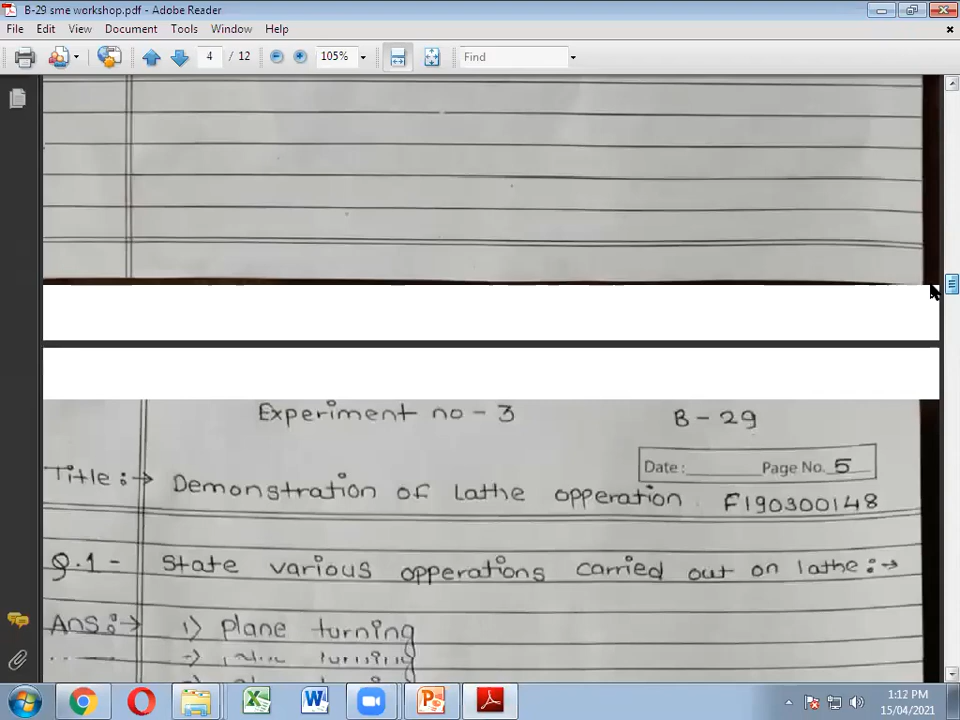 B-29 sme workshop.pdf - Adobe Reader
File Edit View Document Tools Window Help
4 / 12 105% Find
Experiment no - 3 B - 29
Date : Page No. 5
Title :→ Demonstration of lathe opperation F190300148
Q.1 - State various opperations carried out on lathe :→
Ans :→ 1) plane turning
1:12 PM
15/04/2021